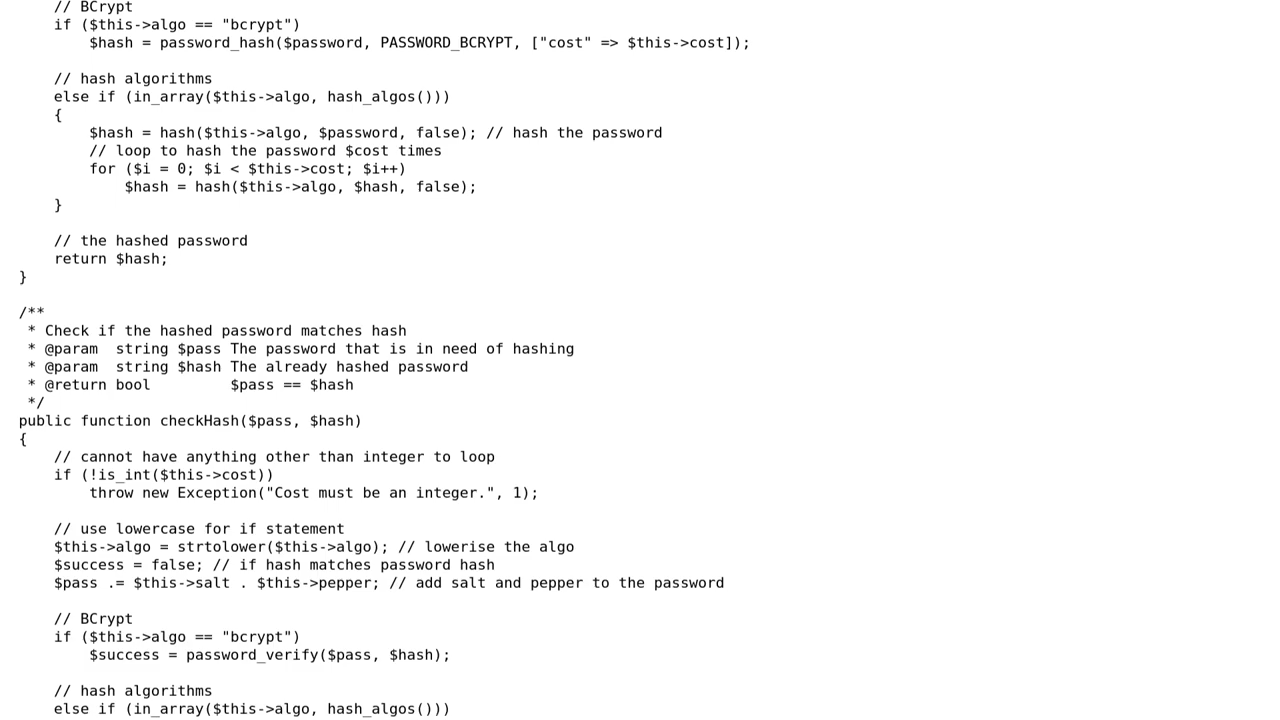 // BCrypt
if ($this->algo == "bcrypt")
$hash = password_hash($password, PASSWORD_BCRYPT, ["cost" => $this->cost]);
// hash algorithms
else if (in_array($this->algo, hash_algos()))
{
$hash = hash($this->algo, $password, false); // hash the password
// loop to hash the password $cost times
for ($i = 0; $i < $this->cost; $i++)
$hash = hash($this->algo, $hash, false);
}
// the hashed password
return $hash;
}
/**
* Check if the hashed password matches hash
* @param  string $pass The password that is in need of hashing
* @param  string $hash The already hashed password
* @return bool         $pass == $hash
*/
public function checkHash($pass, $hash)
{
// cannot have anything other than integer to loop
if (!is_int($this->cost))
throw new Exception("Cost must be an integer.", 1);
// use lowercase for if statement
$this->algo = strtolower($this->algo); // lowerise the algo
$success = false; // if hash matches password hash
$pass .= $this->salt . $this->pepper; // add salt and pepper to the password
// BCrypt
if ($this->algo == "bcrypt")
$success = password_verify($pass, $hash);
// hash algorithms
else if (in_array($this->algo, hash_algos()))